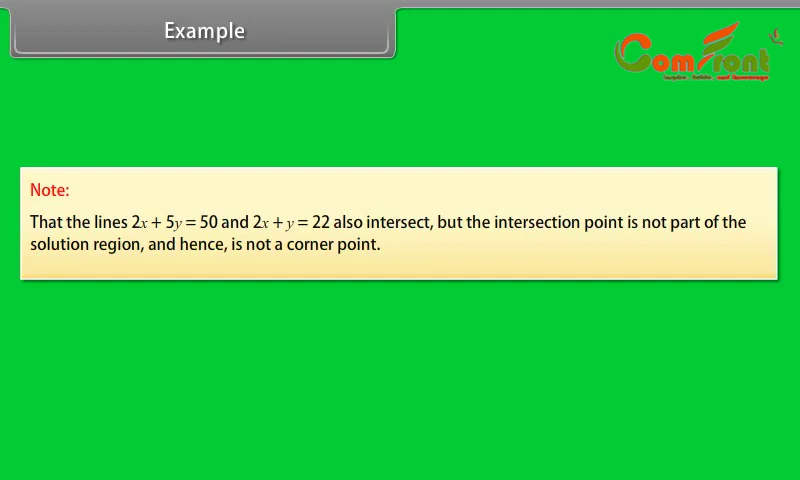 Example
ComFront
Note:
That the lines 2x + 5y = 50 and 2x + y = 22 also intersect, but the intersection point is not part of the
solution region, and hence, is not a corner point.